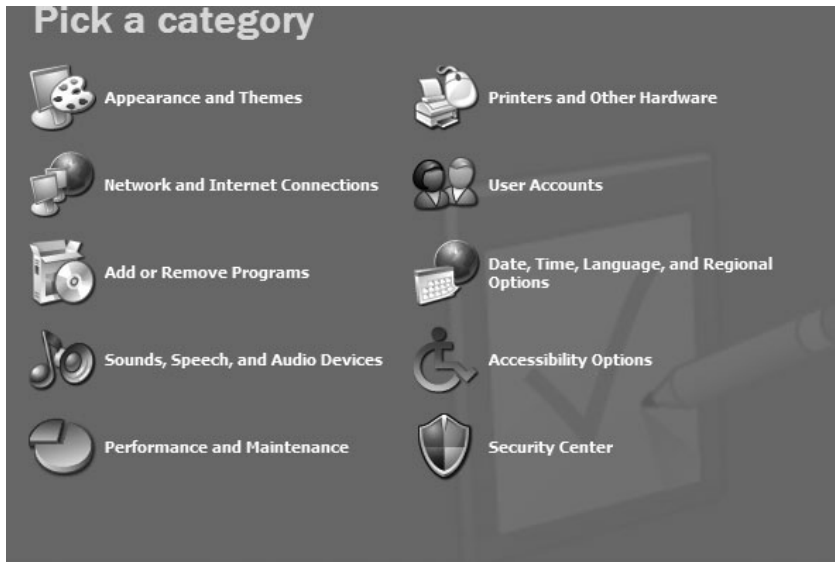 Pick a category
Appearance and Themes
Printers and Other Hardware
Network and Internet Connections
User Accounts
Add or Remove Programs
Date, Time, Language, and Regional
Options
Sounds, Speech, and Audio Devices
Accessibility Options
Performance and Maintenance
Security Center